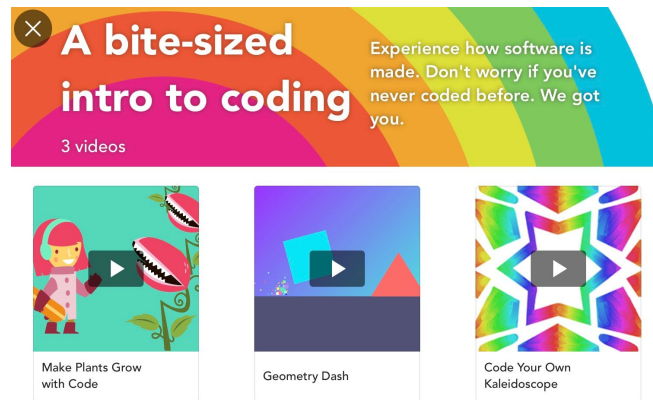 A bite-sized
intro to coding
3 videos
Experience how software is
made. Don't worry if you've
never coded before. We got
you.
Make Plants Grow
with Code
Geometry Dash
Code Your Own
Kaleidoscope